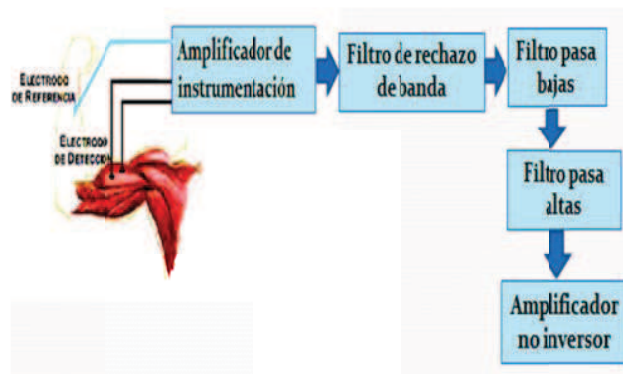 ELECTRODO
DE REFERENCIA
ELECTRODO
DE DETECCIÓ
Amplificador de
instrumentación
Filtro de rechazo
de banda
Filtro pasa
bajas
Filtro pasa
altas
Amplificador
no inversor